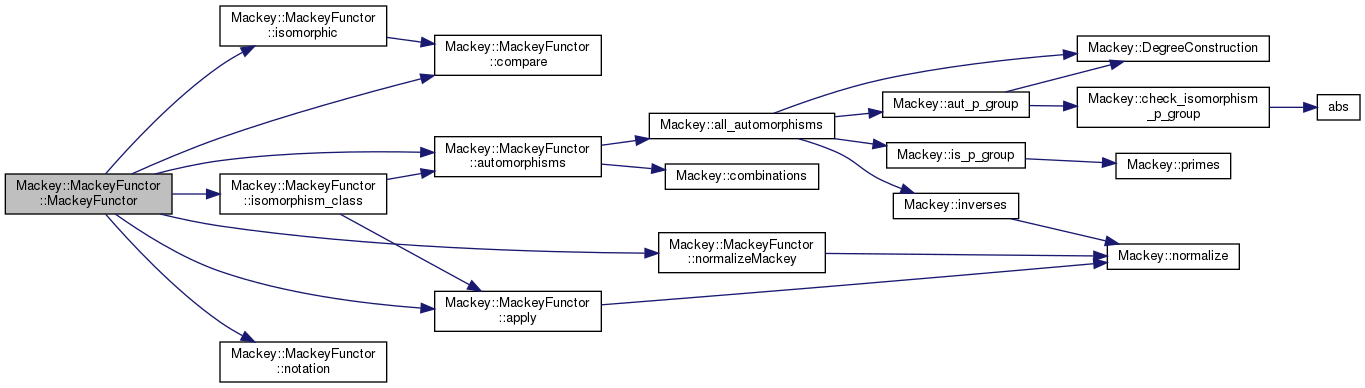 Mackey::MackeyFunctor
::MackeyFunctor
Mackey::MackeyFunctor
::isomorphic
Mackey::MackeyFunctor
::compare
Mackey::MackeyFunctor
::automorphisms
Mackey::MackeyFunctor
::isomorphism_class
Mackey::MackeyFunctor
::apply
Mackey::MackeyFunctor
::notation
Mackey::all_automorphisms
Mackey::combinations
Mackey::MackeyFunctor
::normalizeMackey
Mackey::aut_p_group
Mackey::is_p_group
Mackey::inverses
Mackey::DegreeConstruction
Mackey::check_isomorphism
_p_group
Mackey::primes
Mackey::normalize
abs